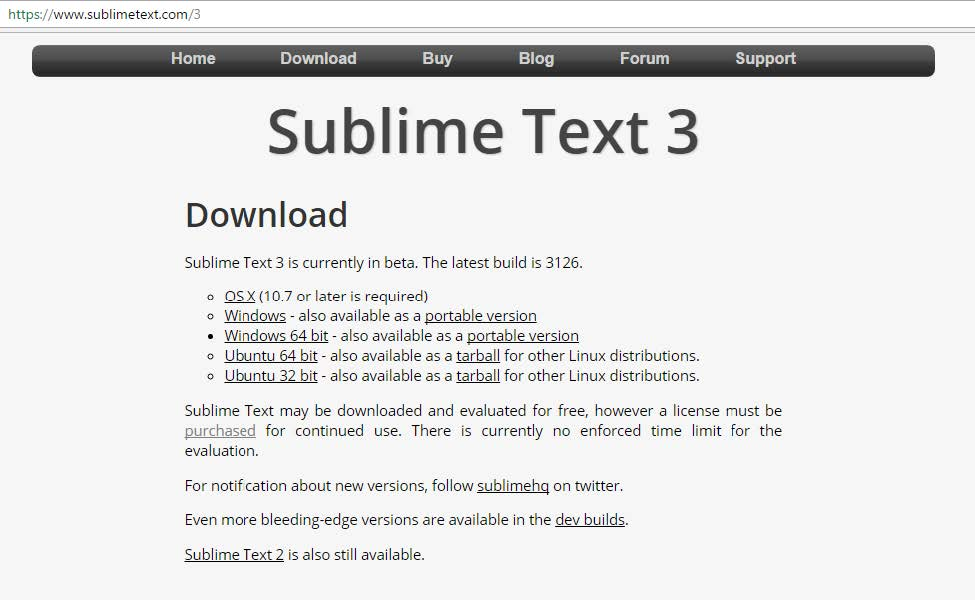 https://www.sublimetext.com/3
Home Download Buy Blog Forum Support
Sublime Text 3
Download
Sublime Text 3 is currently in beta. The latest build is 3126.
OS X (10.7 or later is required)
Windows - also available as a portable version
Windows 64 bit - also available as a portable version
Ubuntu 64 bit - also available as a tarball for other Linux distributions.
Ubuntu 32 bit - also available as a tarball for other Linux distributions.
Sublime Text may be downloaded and evaluated for free, however a license must be
purchased for continued use. There is currently no enforced time limit for the
evaluation.
For notification about new versions, follow sublimehq on twitter.
Even more bleeding-edge versions are available in the dev builds.
Sublime Text 2 is also still available.